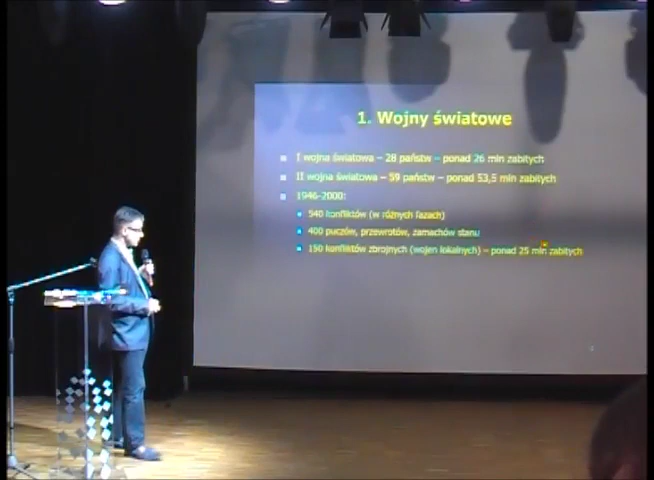 1. Wojny światowe
I wojna światowa – 28 państw – ponad 26 mln zabitych
II wojna światowa – 59 państw – ponad 53,5 mln zabitych
1946-2000:
540 konfliktów (w różnych fazach)
400 puczów, przewrotów, zamachów stanu
150 konfliktów zbrojnych (wojen lokalnych) – ponad 25 mln zabitych